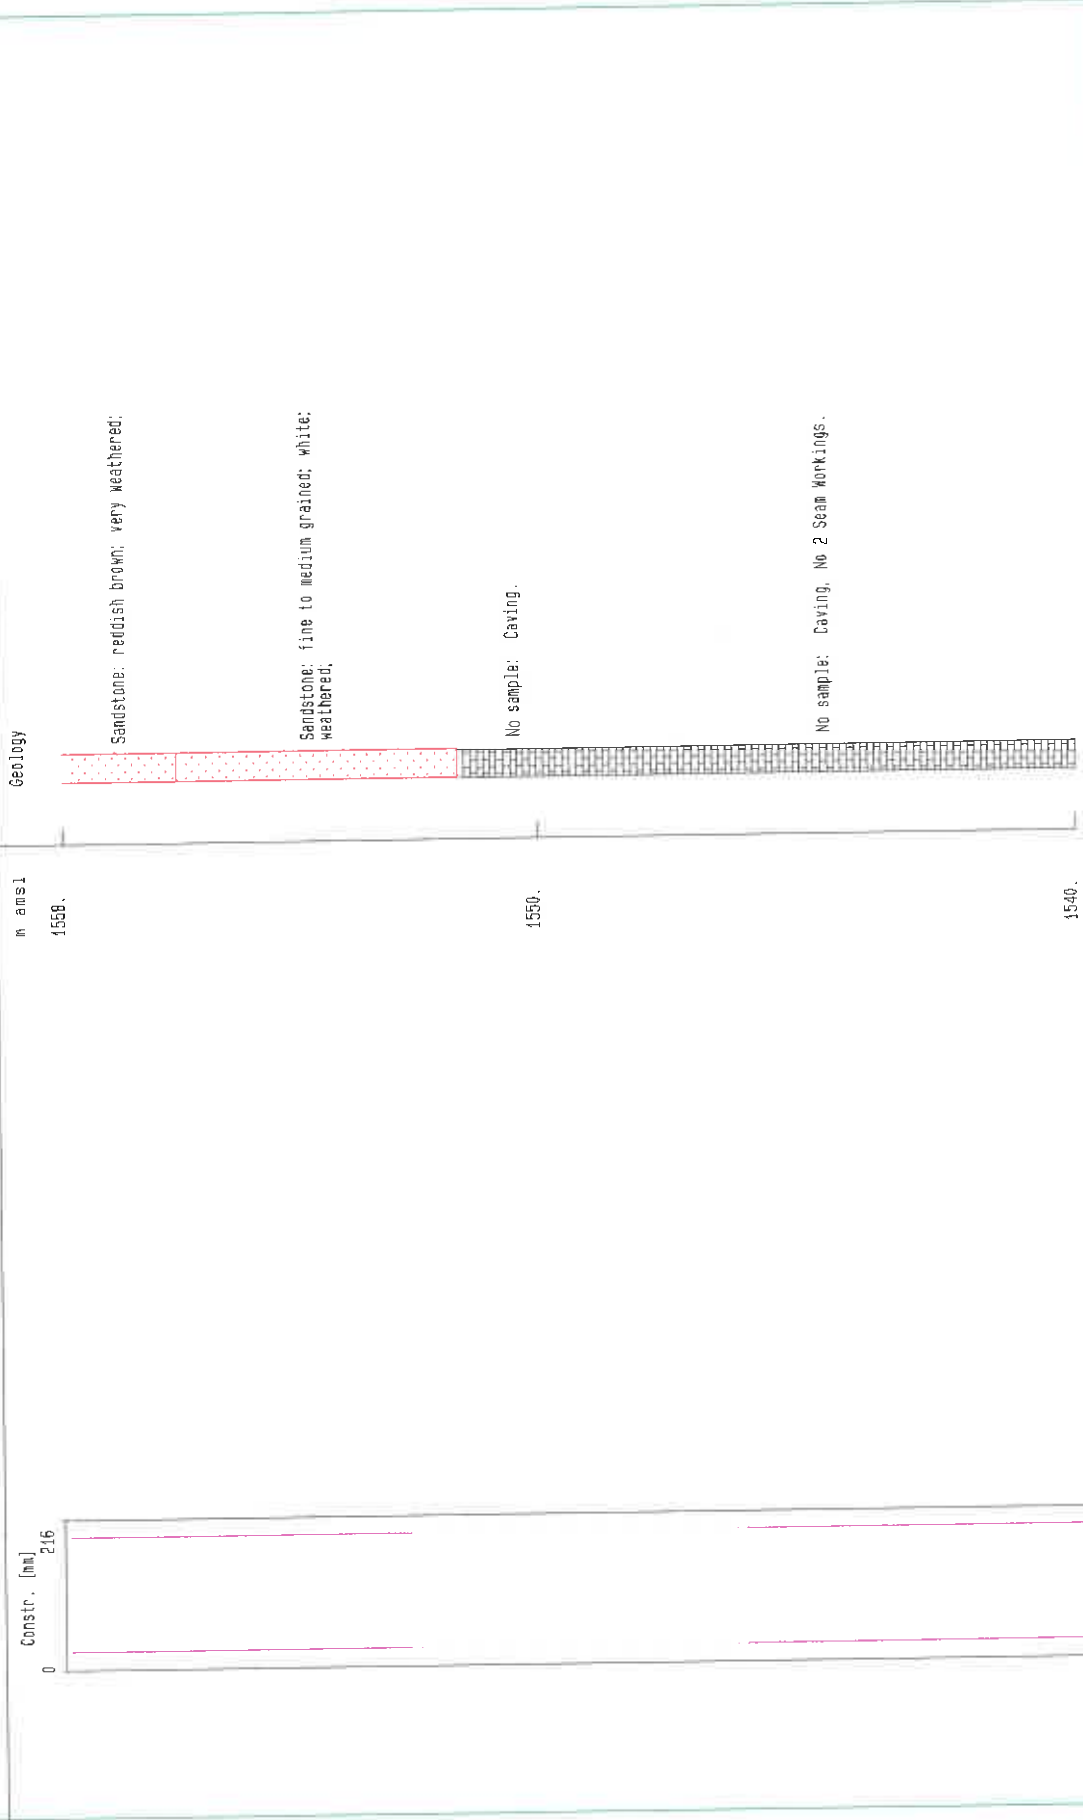 Constr. [mm]
m amsl
Geology
0 216
1558.
Sandstone: reddish brown; very weathered;
Sandstone: fine to medium grained; white;
weathered;
No sample: Caving.
1550.
No sample: Caving, No 2 Seam Workings.
1540.